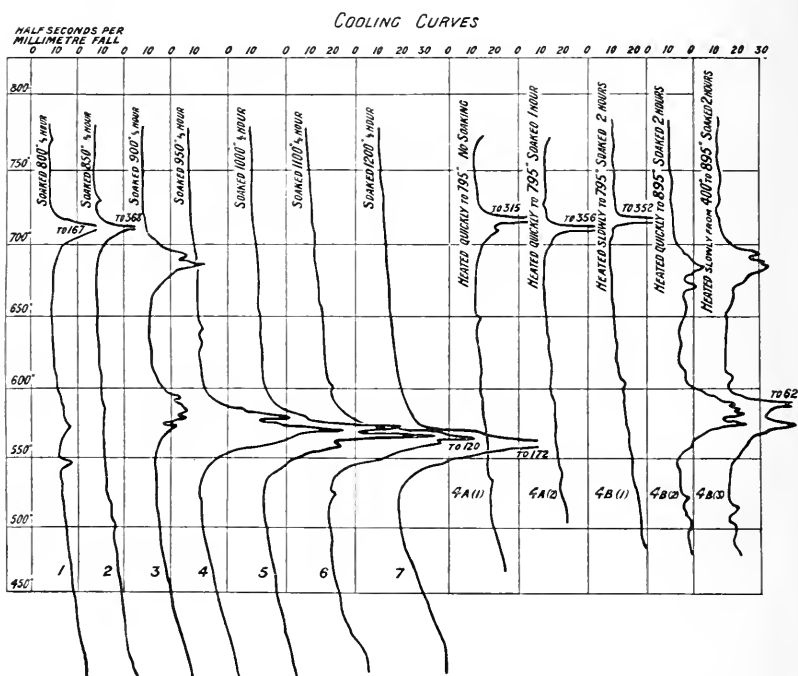 COOLING CURVES
HALF SECONDS PER
MILLIMETRE FALL
0 10 0 10 0 10 0 10 0 10 0 10 0 10 20 0 10 20 0 10 20 0 10 20 0 10 20 0 10 20 30
800°
750°
700°
650°
600°
550°
500°
450°
SOAKED 800° ½ HOUR
SOAKED 850° ½ HOUR
SOAKED 900° ½ HOUR
SOAKED 950° ½ HOUR
SOAKED 1000° ½ HOUR
SOAKED 1100° ½ HOUR
SOAKED 1200° ½ HOUR
HEATED QUICKLY TO 795° NO SOAKING
HEATED QUICKLY TO 795° SOAKED 1 HOUR
HEATED SLOWLY TO 795° SOAKED 2 HOURS
HEATED QUICKLY TO 895° SOAKED 2 HOURS
HEATED SLOWLY FROM 400° TO 895° SOAKED 2 HOURS
TO 167
TO 368
TO 315
TO 356
TO 352
TO 62
TO 120
TO 172
1
2
3
4
5
6
7
4A(1)
4A(2)
4B(1)
4B(2)
4B(3)